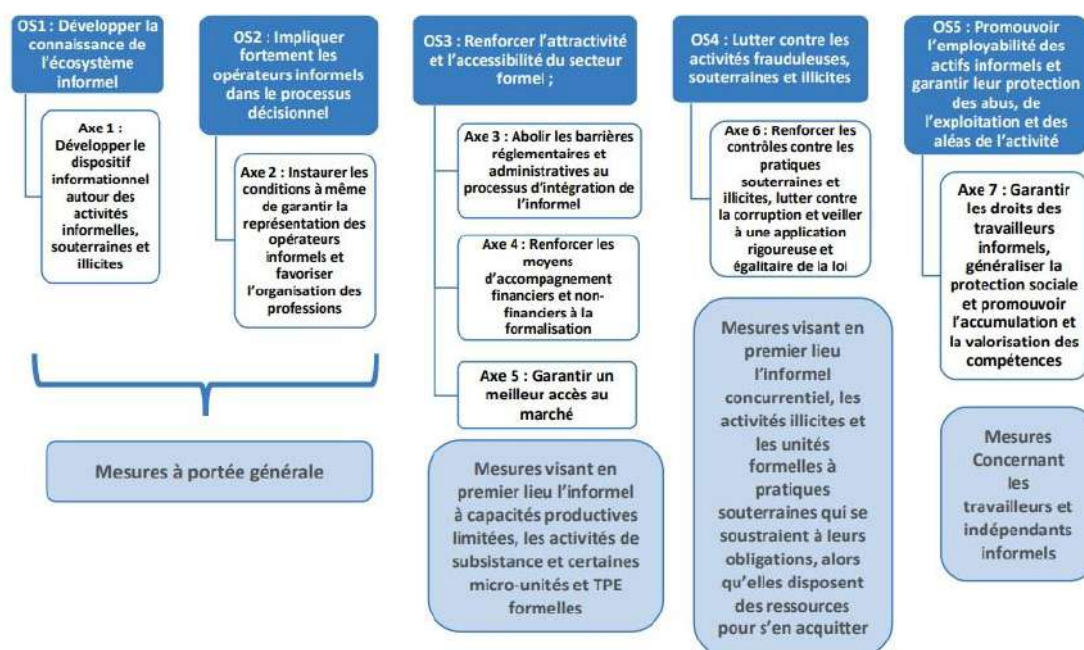 OS1 : Développer la
connaissance de
l'écosystème
informel
Axe 1 :
Développer le
dispositif
informationnel
autour des
activités
informelles,
souterraines et
illicites
OS2 : Impliquer
fortement les
opérateurs informels
dans le processus
décisionnel
Axe 2 : Instaurer les
conditions à même
de garantir la
représentation des
opérateurs
informels et
favoriser
l'organisation des
professions
Mesures à portée générale
OS3 : Renforcer l'attractivité
et l'accessibilité du secteur
formel ;
Axe 3 : Abolir les barrières
réglementaires et
administratives au
processus d'intégration de
l'informel
Axe 4 : Renforcer les
moyens
d'accompagnement
financiers et non-
financiers à la
formalisation
Axe 5 : Garantir un
meilleur accès au
marché
Mesures visant en
premier lieu l'informel
à capacités productives
limitées, les activités de
subsistance et certaines
micro-unités et TPE
formelles
OS4 : Lutter contre les
activités frauduleuses,
souterraines et illicites
Axe 6 : Renforcer les
contrôles contre les
pratiques
souterraines et
illicites, lutter contre
la corruption et veiller
à une application
rigoureuse et
égalitaire de la loi
Mesures visant en
premier lieu
l'informel
concurrentiel, les
activités illicites et
les unités
formelles à
pratiques
souterraines qui se
soustraient à leurs
obligations, alors
qu'elles disposent
des ressources
pour s'en acquitter
OS5 : Promouvoir
l'employabilité des
actifs informels et
garantir leur protection
des abus, de
l'exploitation et des
aléas de l'activité
Axe 7 : Garantir
les droits des
travailleurs
informels,
généraliser la
protection sociale
et promouvoir
l'accumulation et
la valorisation des
compétences
Mesures
Concernant
les
travailleurs et
indépendants
informels